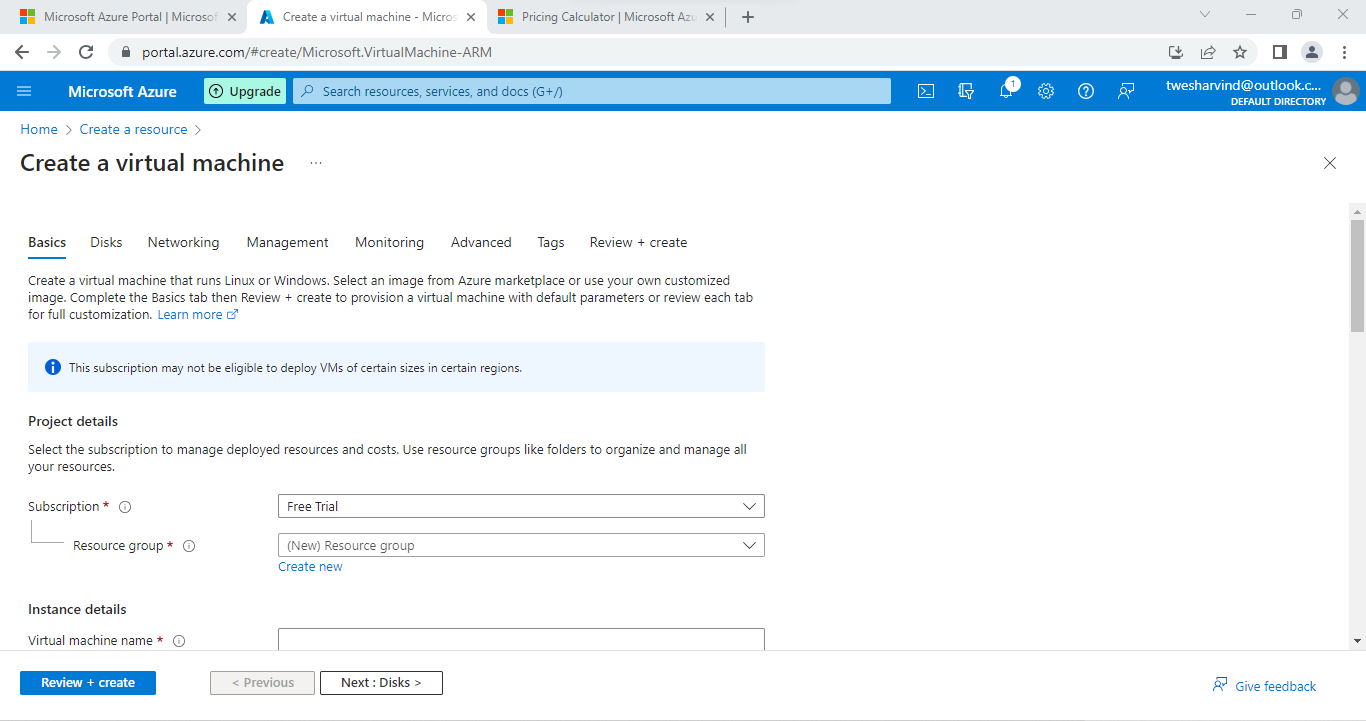 Microsoft Azure Portal | Microsof
Create a virtual machine - Micros
Pricing Calculator | Microsoft Azu
portal.azure.com/#create/Microsoft.VirtualMachine-ARM
Microsoft Azure
Upgrade
Search resources, services, and docs (G+/)
1
twesharvind@outlook.c...
DEFAULT DIRECTORY
Home > Create a resource >
Create a virtual machine ...
Basics Disks Networking Management Monitoring Advanced Tags Review + create
Create a virtual machine that runs Linux or Windows. Select an image from Azure marketplace or use your own customized
image. Complete the Basics tab then Review + create to provision a virtual machine with default parameters or review each tab
for full customization. Learn more
This subscription may not be eligible to deploy VMs of certain sizes in certain regions.
Project details
Select the subscription to manage deployed resources and costs. Use resource groups like folders to organize and manage all
your resources.
Subscription *
Free Trial
Resource group *
(New) Resource group
Create new
Instance details
Virtual machine name *
Review + create
< Previous
Next : Disks >
Give feedback